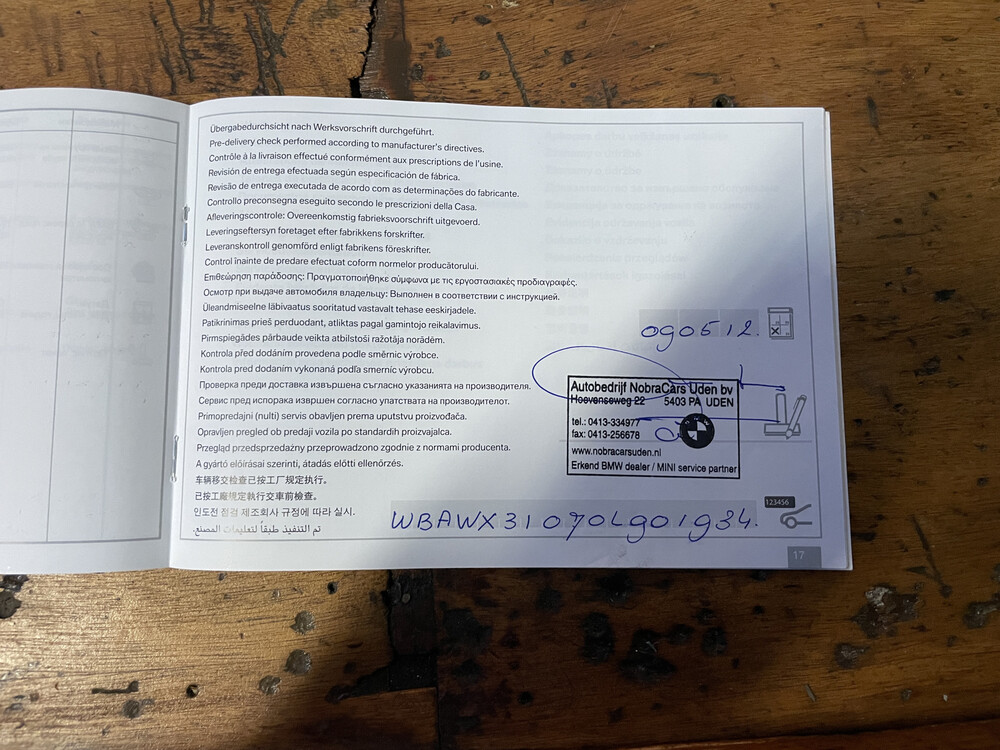 Übergabedurchsicht nach Werksvorschrift durchgeführt.
Pre-delivery check performed according to manufacturer's directives.
Contrôle à la livraison effectué conformément aux prescriptions de l'usine.
Revisión de entrega efectuada según especificación de fábrica.
Revisão de entrega executada de acordo com as determinações do fabricante.
Controllo preconsegna eseguito secondo le prescrizioni della Casa.
Afleveringscontrole: Overeenkomstig fabrieksvoorschrift uitgevoerd.
Leveringseftersyn foretaget efter fabrikkens forskrifter.
Leveranskontroll genomförd enligt fabrikens föreskrifter.
Control înainte de predare efectuat coform normelor producătorului.
Επιθεώρηση παράδοσης: Πραγματοποιήθηκε σύμφωνα με τις εργοστασιακές προδιαγραφές.
Осмотр при выдаче автомобиля владельцу: Выполнен в соответствии с инструкцией.
Üleandmiseelne läbivaatus sooritatud vastavalt tehase eeskirjadele.
Patikrinimas prieš perduodant, atliktas pagal gamintojo reikalavimus.
Pirmspiegādes pārbaude veikta atbilstoši ražotāja norādēm.
Kontrola před dodáním provedena podle směrnic výrobce.
Kontrola pred dodaním vykonaná podľa smerníc výrobcu.
Проверка преди доставка извършена съгласно указанията на производителя.
Сервис пред испорака извршен согласно упатствата на производителот.
Primopredajni (nulti) servis obavljen prema uputstvu proizvođača.
Opravljen pregled ob predaji vozila po standardih proizvajalca.
Przegląd przedsprzedażny przeprowadzono zgodnie z normami producenta.
A gyártó előírásai szerinti, átadás előtti ellenőrzés.
车辆移交检查已按工厂规定执行。
已按工廠規定執行交車前檢查。
인도전 점검 제조회사 규정에 따라 실시.
تم التنفيذ طبقاً لتعليمات المصنع.
090512.
Autobedrijf NobraCars Uden bv
Hoevenseweg 22 5403 PA UDEN
tel.: 0413-334977
fax: 0413-256678
www.nobracarsuden.nl
Erkend BMW dealer / MINI service partner
123456
WBAWX31070L901934.
17